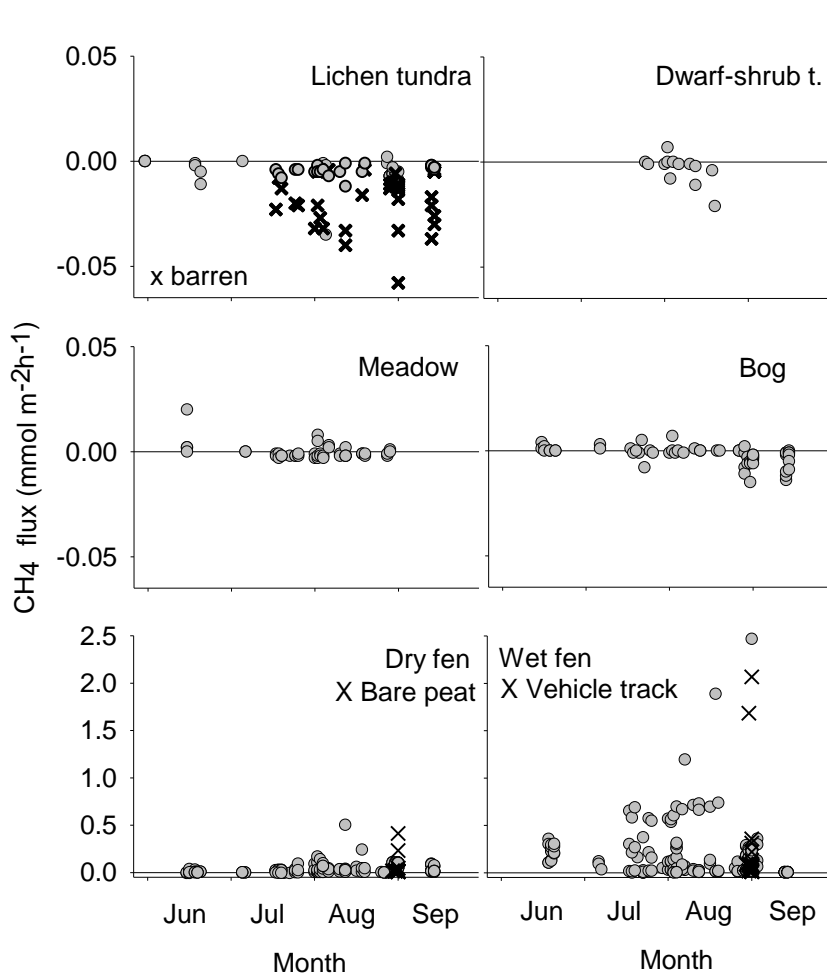 0.05
Lichen tundra
Dwarf-shrub t.
0.00
-0.05
x barren
0.05
Meadow
Bog
0.00
-0.05
CH4 flux (mmol m-2h-1)
2.5
Dry fen
Wet fen
2.0
X Bare peat
X Vehicle track
1.5
1.0
0.5
0.0
Jun Jul Aug Sep
Jun Jul Aug Sep
Month
Month